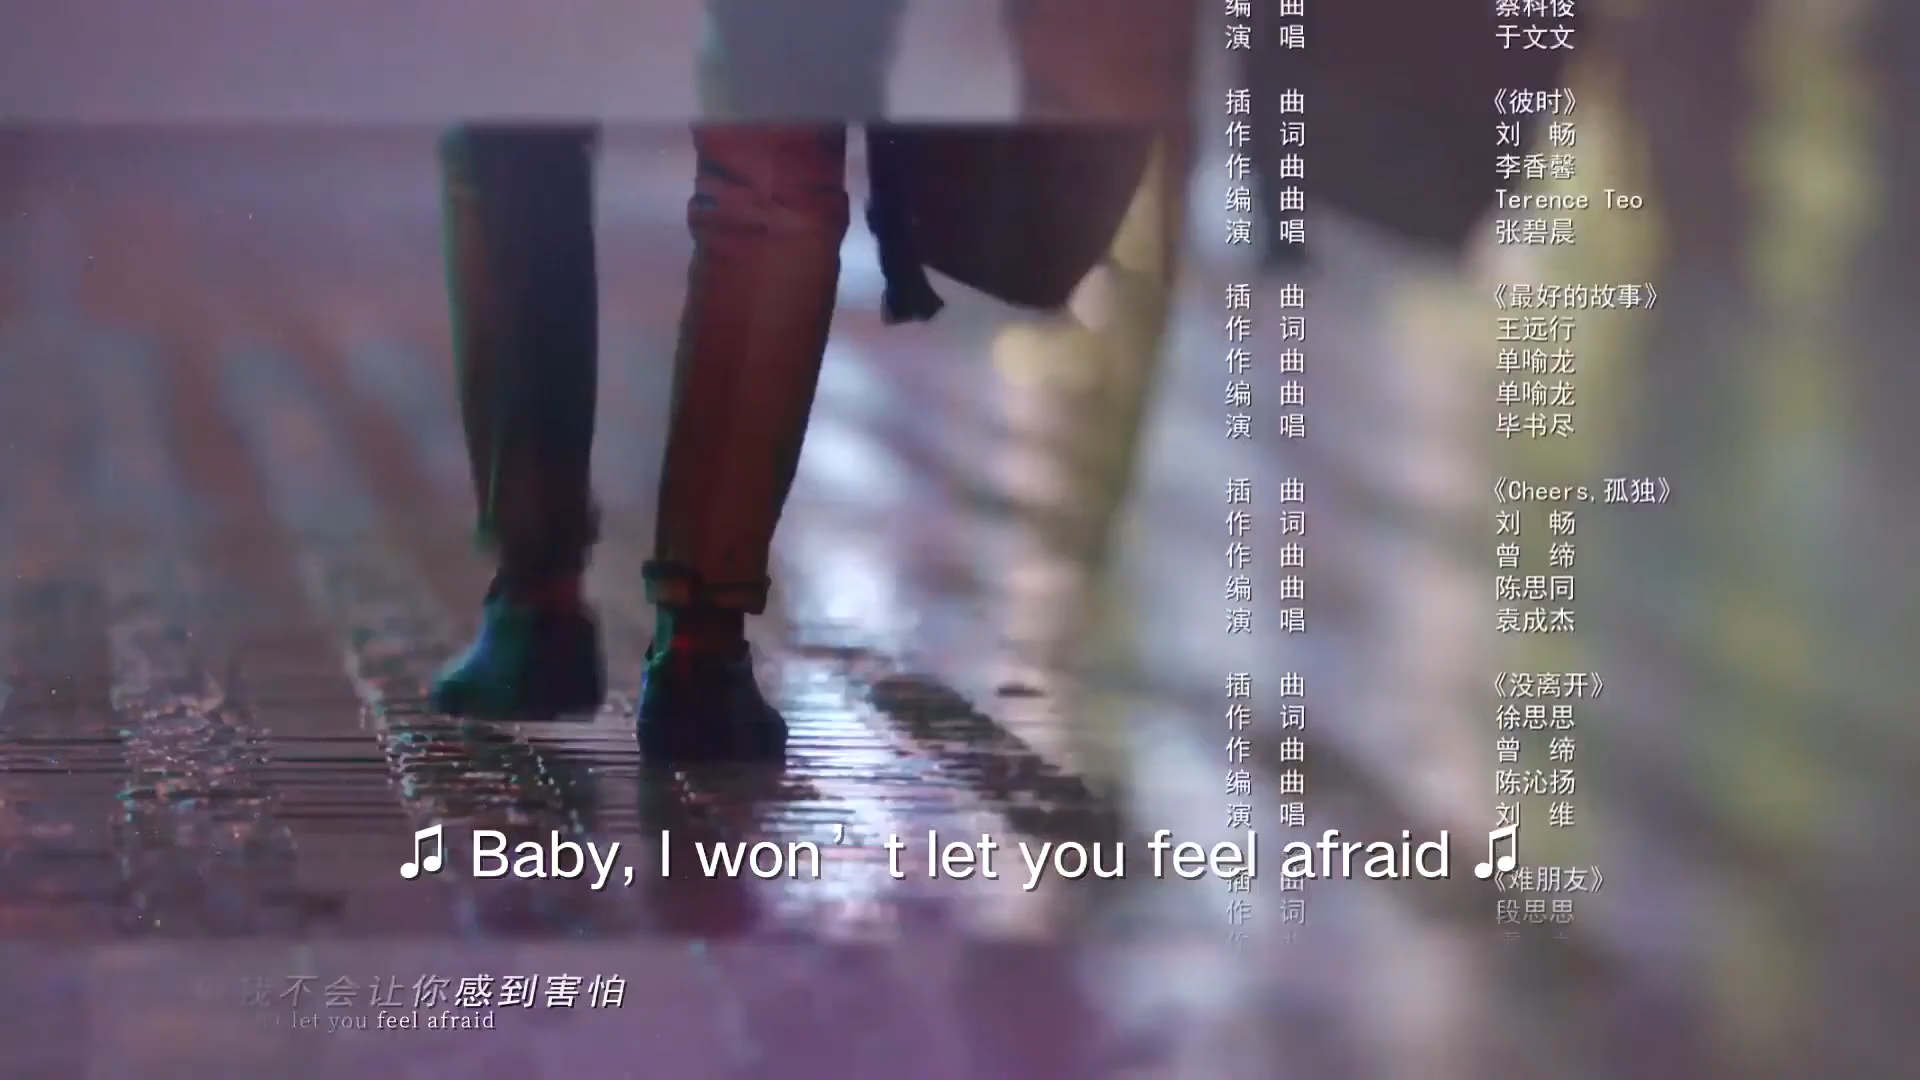 编 曲 蔡科俊
演 唱 于文文
插 曲 《彼时》
作 词 刘 畅
作 曲 李香馨
编 曲 Terence Teo
演 唱 张碧晨
插 曲 《最好的故事》
作 词 王远行
作 曲 单喻龙
编 曲 单喻龙
演 唱 毕书尽
插 曲 《Cheers,孤独》
作 词 刘 畅
作 曲 曾 缔
编 曲 陈思同
演 唱 袁成杰
插 曲 《没离开》
作 词 徐思思
作 曲 曾 缔
编 曲 陈沁扬
演 唱 刘 维
♫ Baby, I won’t let you feel afraid ♫
插 曲 《难朋友》
作 词 段思思
我不会让你感到害怕
let you feel afraid